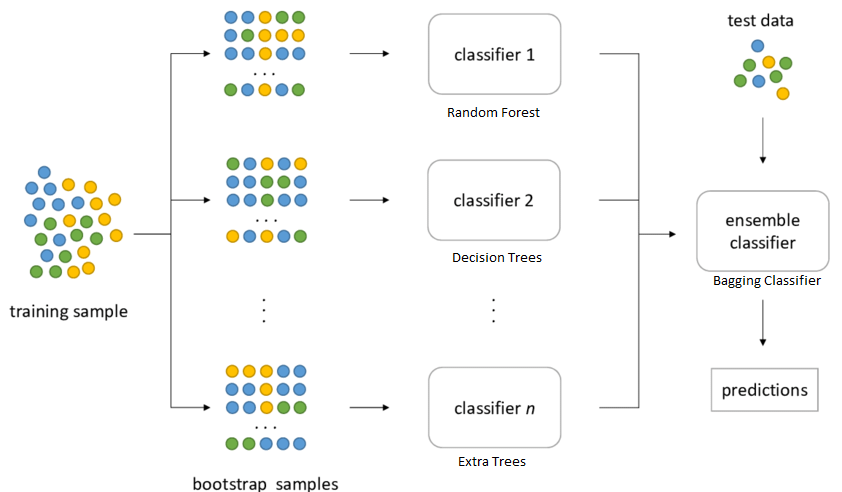 test data
classifier 1
Random Forest
classifier 2
Decision Trees
ensemble
classifier
Bagging Classifier
training sample
predictions
classifier n
Extra Trees
bootstrap samples